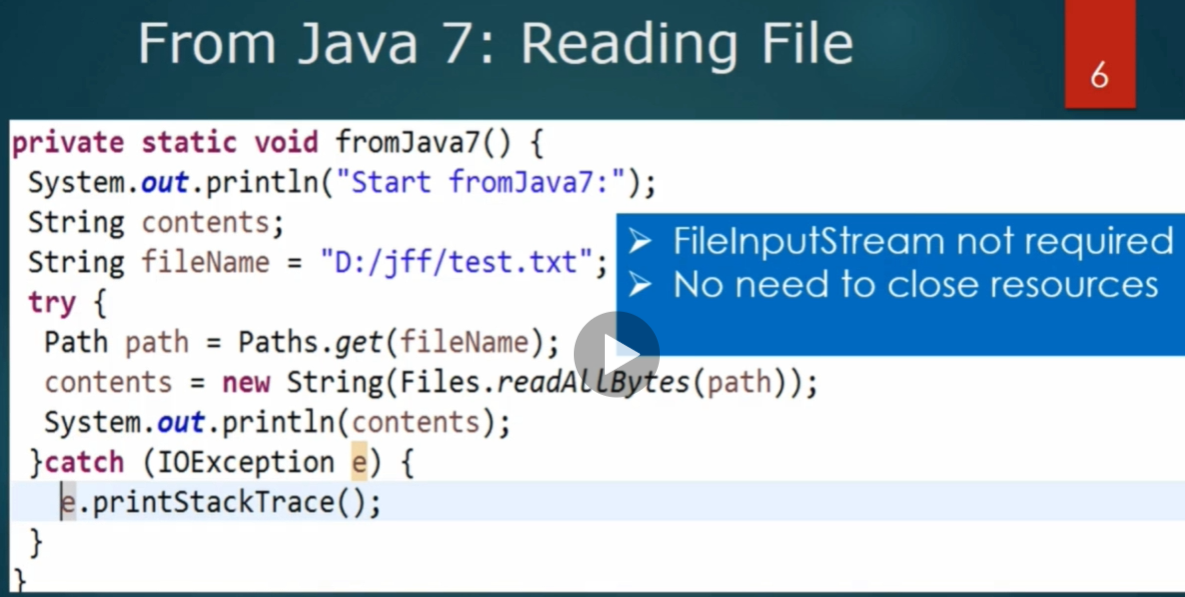 From Java 7: Reading File
6
private static void fromJava7() {
System.out.println("Start fromJava7:");
String contents;
String fileName = "D:/jff/test.txt";
➤ FileInputStream not required
➤ No need to close resources
try {
Path path = Paths.get(fileName);
contents = new String(Files.readAllBytes(path));
System.out.println(contents);
}catch (IOException e) {
e.printStackTrace();
}
}